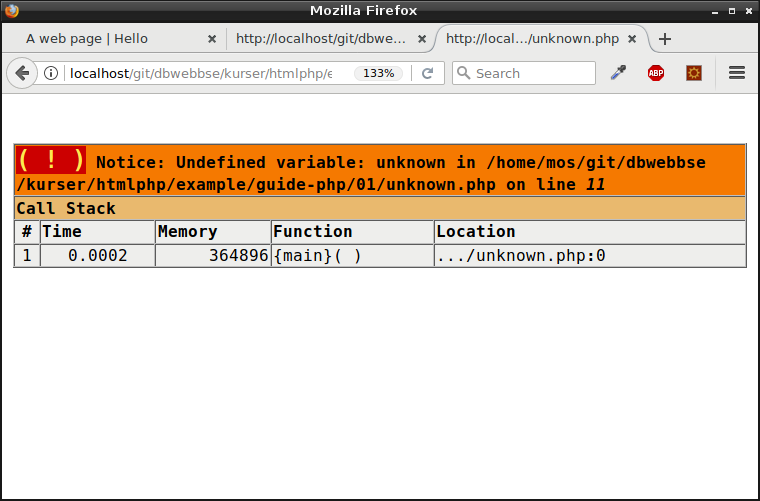 Mozilla Firefox
A web page | Hello
http://localhost/git/dbwe...
http://local.../unknown.php
localhost/git/dbwebbse/kurser/htmlphp/e
133%
Search
ABP
( ! ) Notice: Undefined variable: unknown in /home/mos/git/dbwebbse
/kurser/htmlphp/example/guide-php/01/unknown.php on line 11
Call Stack
# Time Memory Function Location
1 0.0002 364896 {main}( ) .../unknown.php:0